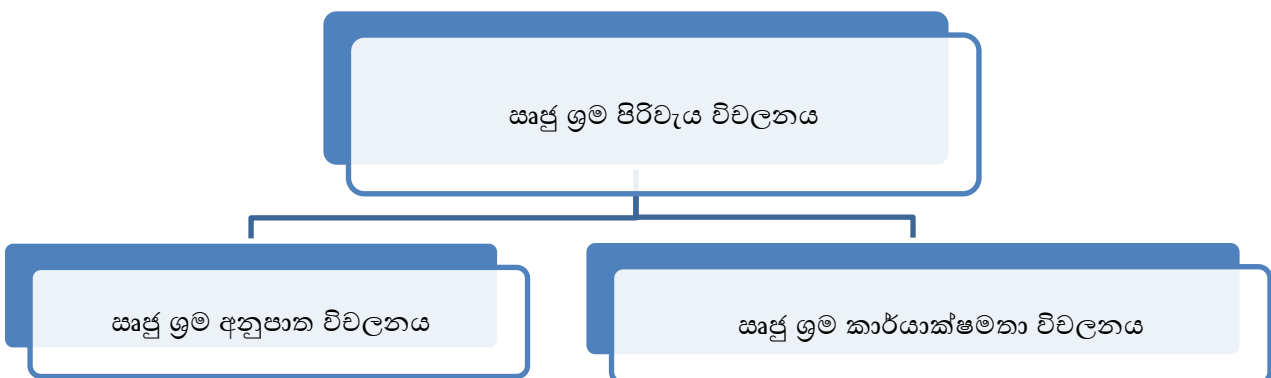 සෘජු ශ්‍රම පිරිවැය විචලනය
සෘජු ශ්‍රම අනුපාත විචලනය
සෘජු ශ්‍රම කාර්යාක්ෂමතා විචලනය